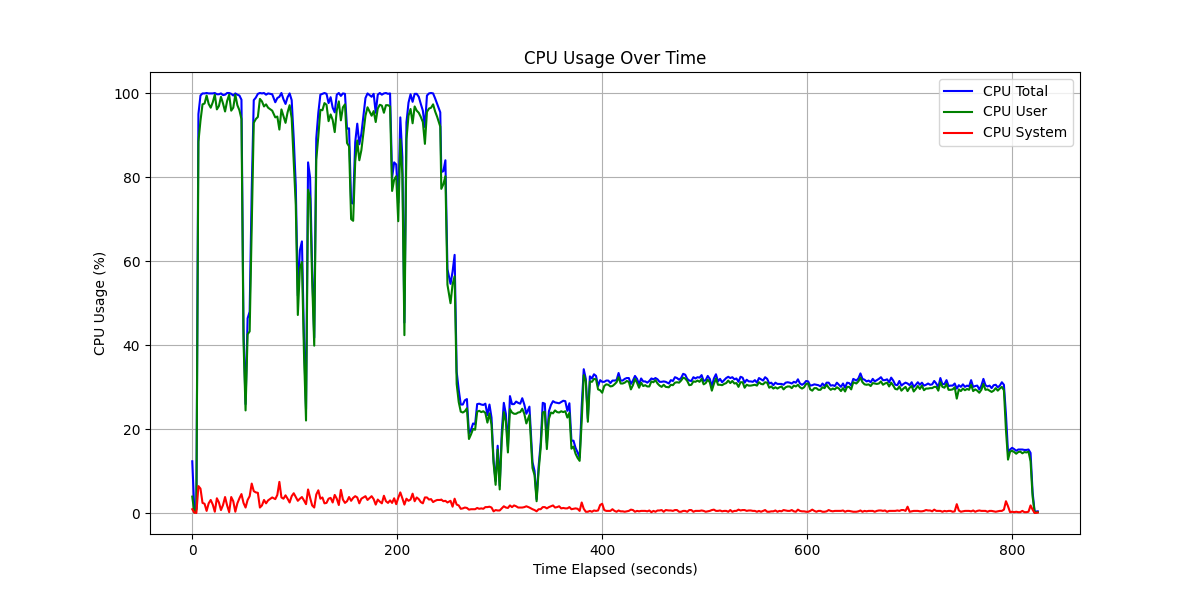 CPU Usage Over Time
CPU Total
CPU User
CPU System
CPU Usage (%)
100
80
60
40
20
0
0 200 400 600 800
Time Elapsed (seconds)